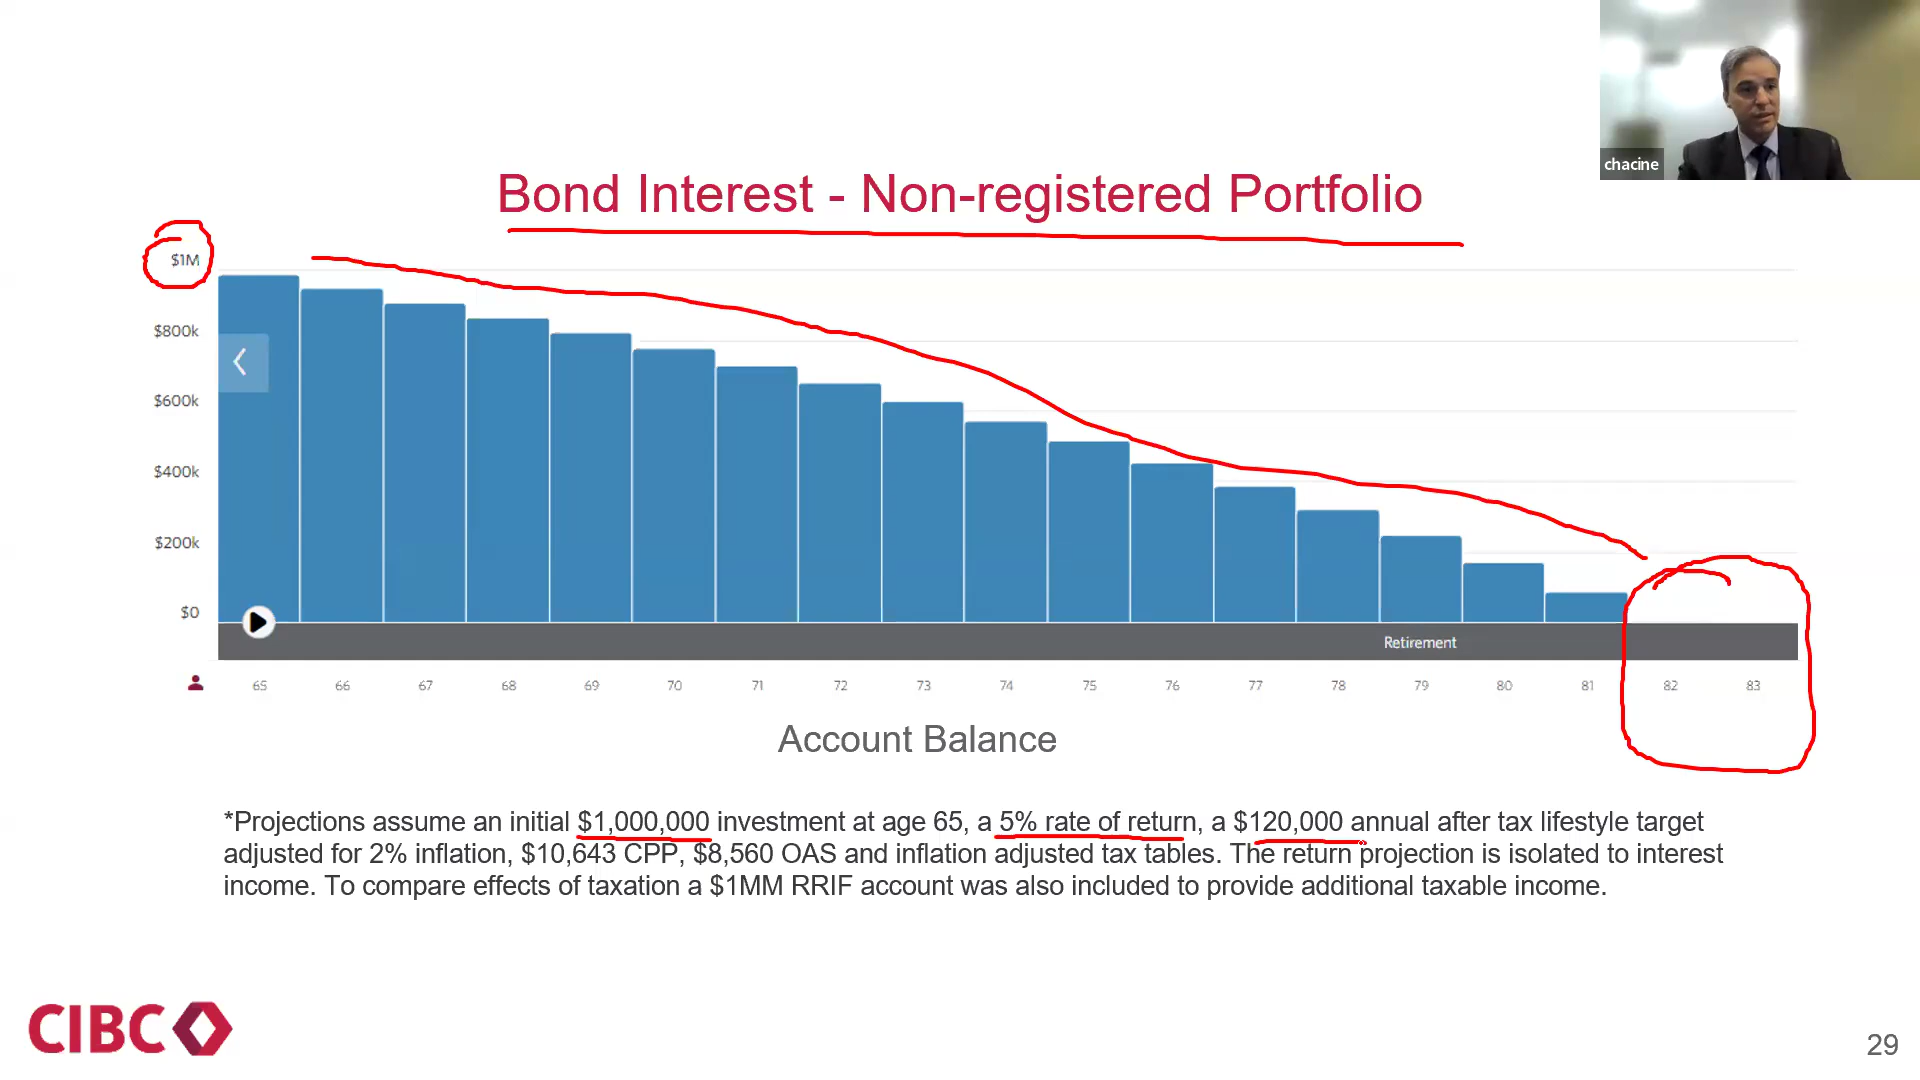 chacine
Bond Interest - Non-registered Portfolio
$1M
$800k
$600k
$400k
$200k
$0
Retirement
65 66 67 68 69 70 71 72 73 74 75 76 77 78 79 80 81 82 83
Account Balance
*Projections assume an initial $1,000,000 investment at age 65, a 5% rate of return, a $120,000 annual after tax lifestyle target
adjusted for 2% inflation, $10,643 CPP, $8,560 OAS and inflation adjusted tax tables. The return projection is isolated to interest
income. To compare effects of taxation a $1MM RRIF account was also included to provide additional taxable income.
CIBC
29